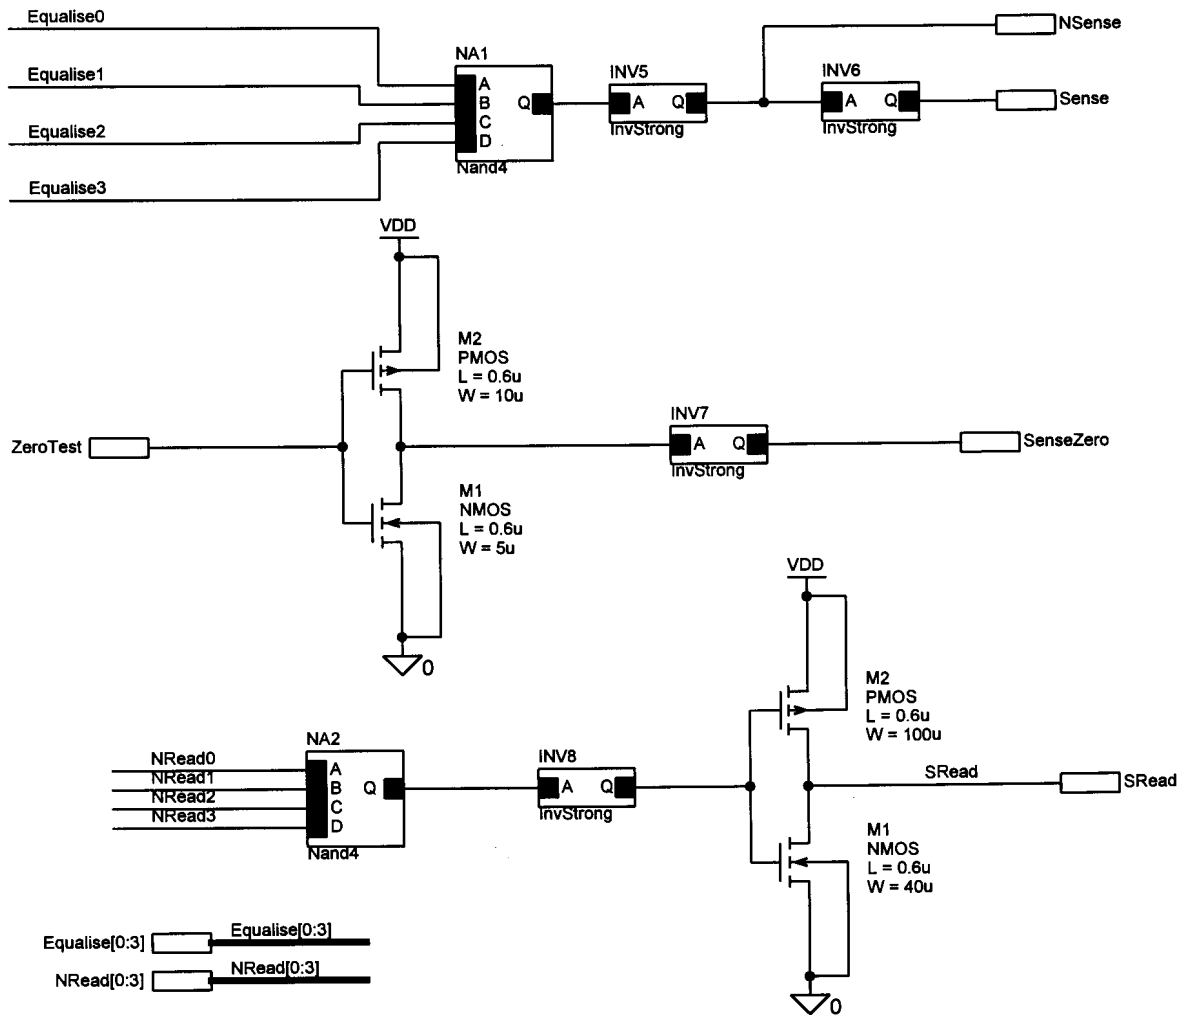 Equalise0
NSense
NA1
INV5
INV6
Equalise1
A
B
C
D
Q
A Q
A Q
Sense
Equalise2
InvStrong
InvStrong
Nand4
Equalise3
VDD
M2
PMOS
L = 0.6u
W = 10u
ZeroTest
INV7
A Q
SenseZero
InvStrong
M1
NMOS
L = 0.6u
W = 5u
0
VDD
M2
PMOS
L = 0.6u
W = 100u
NA2
INV8
NRead0
NRead1
NRead2
NRead3
A
B
C
D
Q
A Q
InvStrong
Nand4
SRead
SRead
M1
NMOS
L = 0.6u
W = 40u
0
Equalise[0:3]
Equalise[0:3]
NRead[0:3]
NRead[0:3]